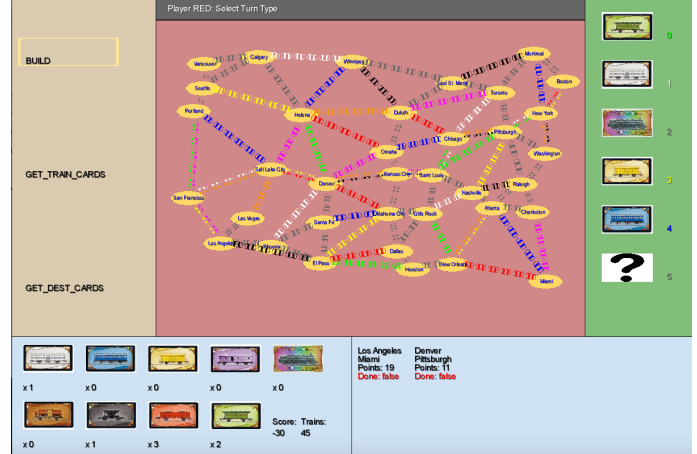 Player RED: Select Turn Type
BUILD
GET_TRAIN_CARDS
GET_DEST_CARDS
Vancouver
Calgary
Winnipeg
Seattle
Portland
Helena
Duluth
Sault St. Marie
Montreal
Boston
Toronto
New York
Pittsburgh
Chicago
Washington
Omaha
Salt Lake City
Denver
Kansas City
Saint Louis
Nashville
Raleigh
San Francisco
Las Vegas
Santa Fe
Oklahoma City
Little Rock
Atlanta
Charleston
Los Angeles
Phoenix
El Paso
Dallas
Houston
New Orleans
Miami
0
1
2
3
4
?
5
x 1
x 0
x 0
x 0
x 0
x 0
x 1
x 3
x 2
Score: Trains:
-30 45
Los Angeles Denver
Miami Pittsburgh
Points: 19 Points: 11
Done: false Done: false